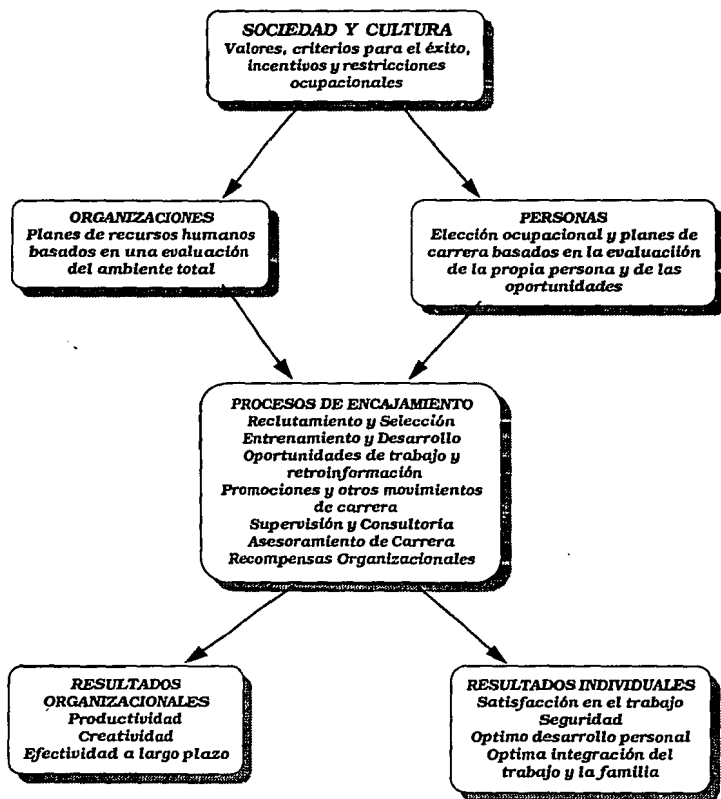 SOCIEDAD Y CULTURA
Valores, criterios para el éxito,
incentivos y restricciones
ocupacionales
ORGANIZACIONES
Planes de recursos humanos
basados en una evaluación
del ambiente total
PERSONAS
Elección ocupacional y planes de
carrera basados en la evaluaciión
de la propia persona y de las
oportunidades
PROCESOS DE ENCAJAMIENTO
Reclutamiento y Selección
Entrenamiento y Desarrollo
Oportunidades de trabajo y
retroinformación
Promociones y otros movimientos
de carrera
Supervisión y Consultoria
Asesoramiento de Carrera
Recompensas Organizacionales
RESULTADOS
ORGANIZACIONALES
Productividad
Creatividad
Efectividad a largo plazo
RESULTADOS INDIVIDUALES
Satisfacción en el trabajo
Seguridad
Optimo desarrollo personal
Optima integración del
trabajo y la familia